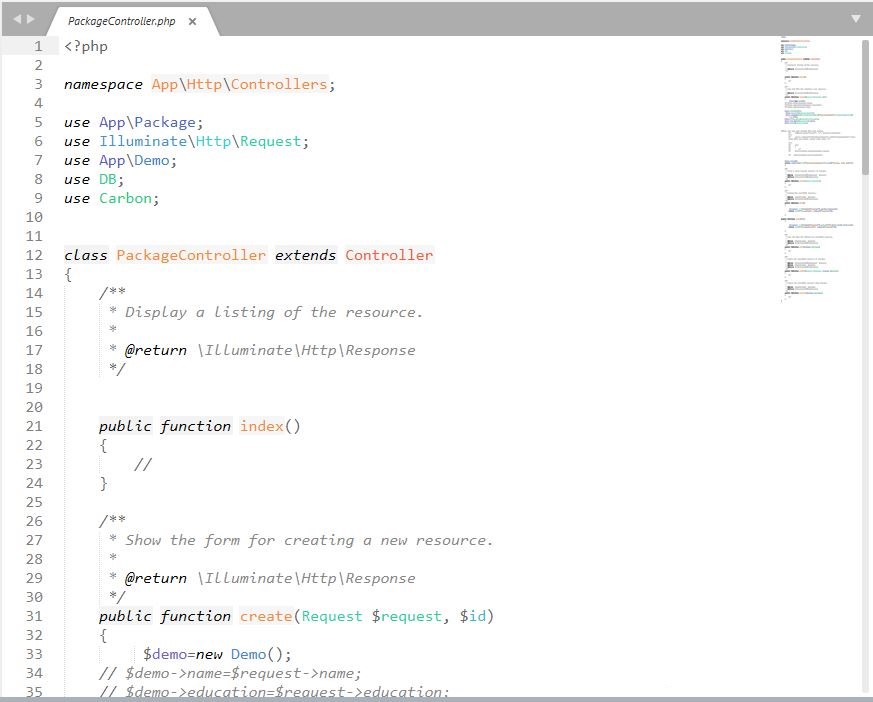 PackageController.php ×
1 <?php
2
3 namespace App\Http\Controllers;
4
5 use App\Package;
6 use Illuminate\Http\Request;
7 use App\Demo;
8 use DB;
9 use Carbon;
10
11
12 class PackageController extends Controller
13 {
14 /**
15 * Display a listing of the resource.
16 *
17 * @return \Illuminate\Http\Response
18 */
19
20
21 public function index()
22 {
23 //
24 }
25
26 /**
27 * Show the form for creating a new resource.
28 *
29 * @return \Illuminate\Http\Response
30 */
31 public function create(Request $request, $id)
32 {
33 $demo=new Demo();
34 // $demo->name=$request->name;
35 // $demo->education=$request->education;